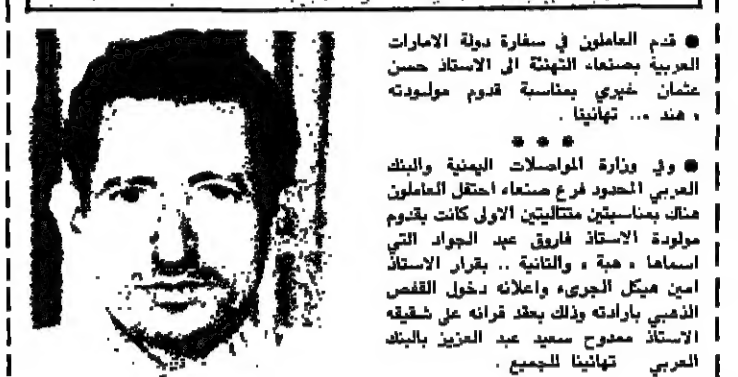 ● قدم العاملون في سفارة دولة الامارات
العربية بصنعاء التهنئة الى الاستاذ حسن
عثمان خيري بمناسبة قدوم مولودته
« هند ».. تهانينا .
● ● ●
● وفي وزارة المواصلات اليمنية والبنك
العربي المحدود فرع صنعاء احتفل العاملون
هناك بمناسبتين متتاليتين الاولى كانت بقدوم
مولودة الاستاذ فاروق عبد الجواد التي
اسماها « هبة » والثانية .. بقرار الاستاذ
امين هيكل الجريء واعلانه دخول القفص
الذهبي بارادته وذلك بعقد قرانه على شقيقه
الاستاذ ممدوح سعيد عبد العزيز بالبنك
العربي تهانينا للجميع .